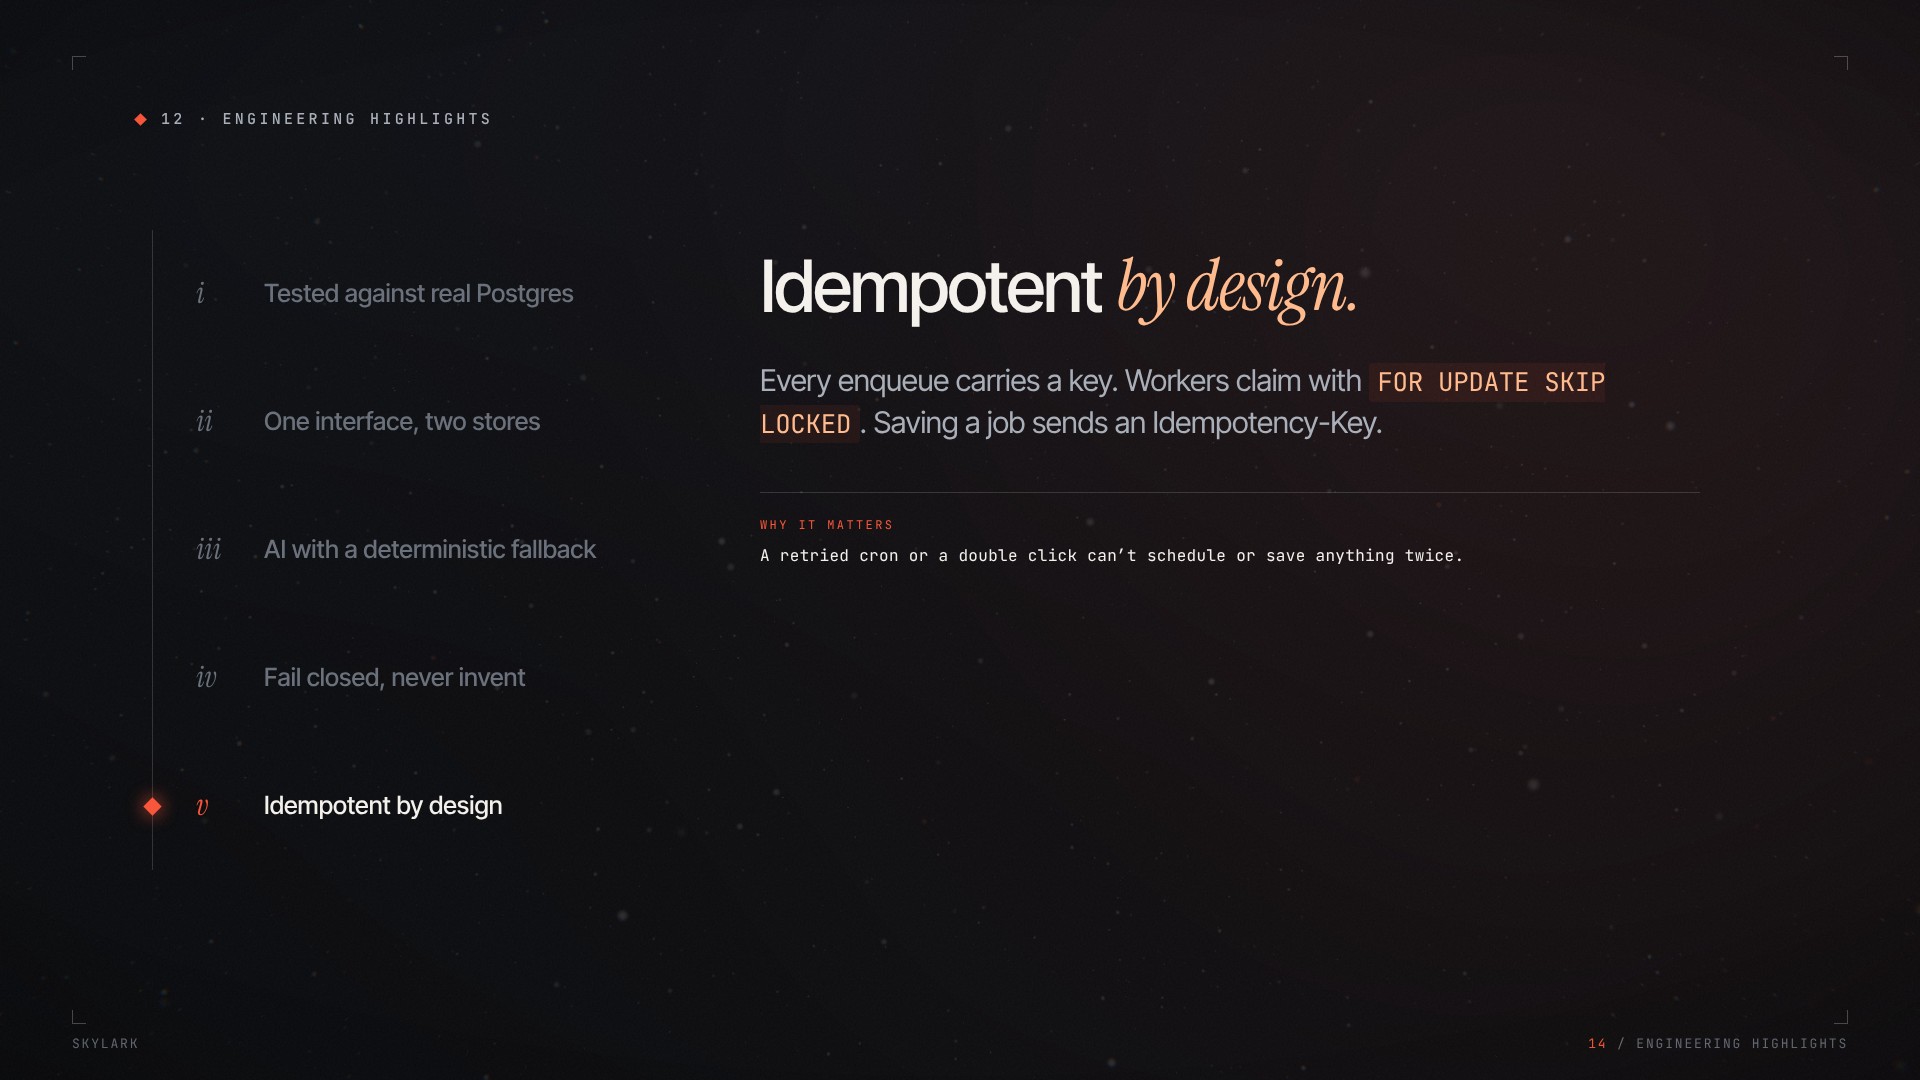 12 · ENGINEERING HIGHLIGHTS
i Tested against real Postgres
ii One interface, two stores
iii AI with a deterministic fallback
iv Fail closed, never invent
v Idempotent by design
Idempotent by design.
Every enqueue carries a key. Workers claim with FOR UPDATE SKIP
LOCKED . Saving a job sends an Idempotency-Key.
WHY IT MATTERS
A retried cron or a double click can’t schedule or save anything twice.
SKYLARK
14 / ENGINEERING HIGHLIGHTS